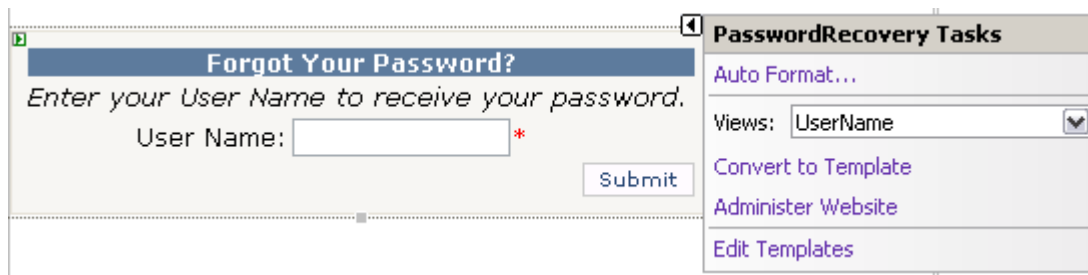 Forgot Your Password?
Enter your User Name to receive your password.
User Name: *
Submit
PasswordRecovery Tasks
Auto Format...
Views: UserName
Convert to Template
Administer Website
Edit Templates